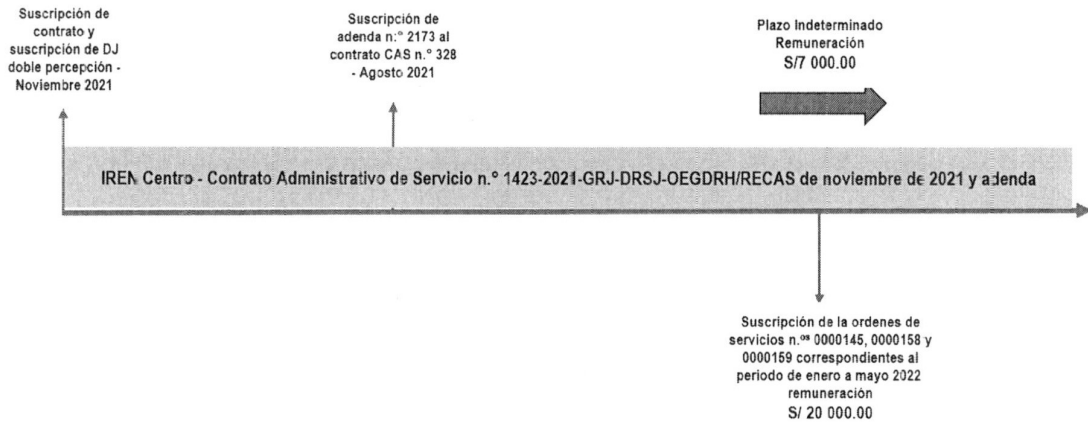 Suscripción de
contrato y
suscripción de DJ
doble percepción -
Noviembre 2021
Suscripción de
adenda n:° 2173 al
contrato CAS n.° 328
- Agosto 2021
Plazo Indeterminado
Remuneración
S/7 000.00
IREN Centro - Contrato Administrativo de Servicio n.° 1423-2021-GRJ-DRSJ-OEGDRH/RECAS de noviembre de 2021 y adenda
Suscripción de la ordenes de
servicios n.ºˢ 0000145, 0000158 y
0000159 correspondientes al
periodo de enero a mayo 2022
remuneración
S/ 20 000.00